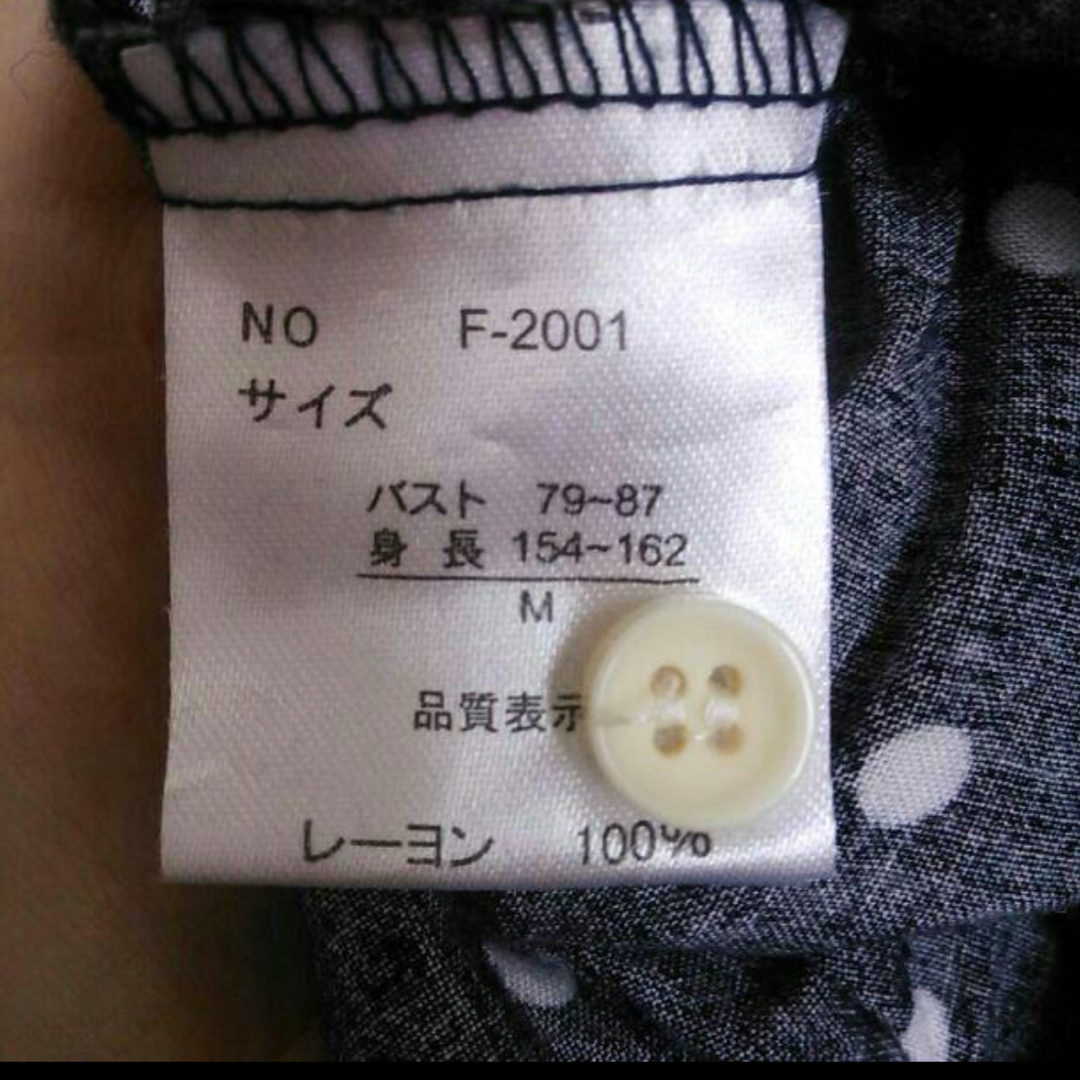 NO F-2001
サイズ
バスト 79~87
身長 154~162
M
品質表示
レーヨン 100%